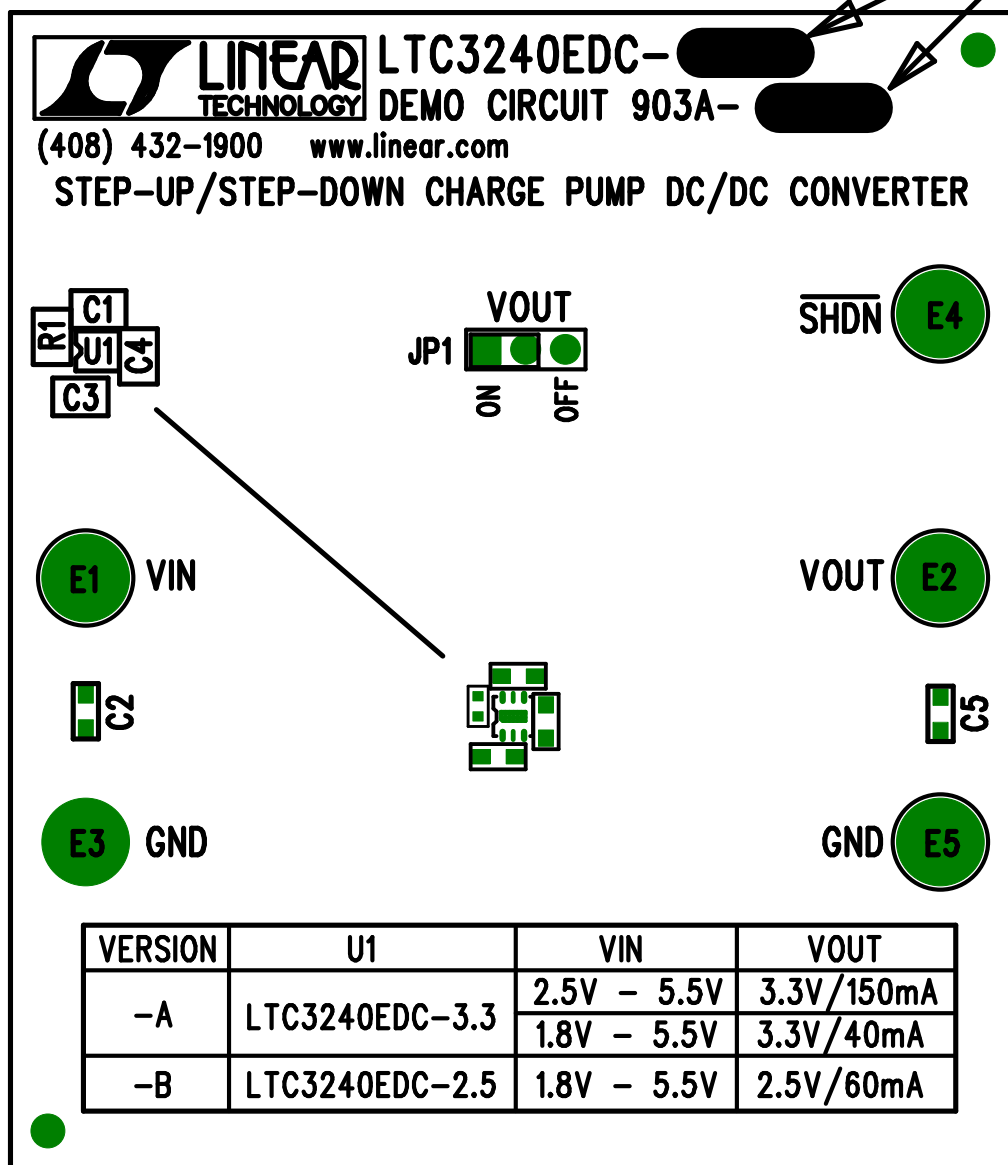 LINEAR
TECHNOLOGY
LTC3240EDC-
DEMO CIRCUIT 903A-
(408) 432-1900 www.linear.com
STEP-UP/STEP-DOWN CHARGE PUMP DC/DC CONVERTER
C1
R1
U1
C4
C3
VOUT
JP1
ON
OFF
SHDN
E4
E1
VIN
VOUT
E2
C2
C5
E3
GND
GND
E5
VERSION U1 VIN VOUT
-A LTC3240EDC-3.3 2.5V - 5.5V 3.3V/150mA
1.8V - 5.5V 3.3V/40mA
-B LTC3240EDC-2.5 1.8V - 5.5V 2.5V/60mA